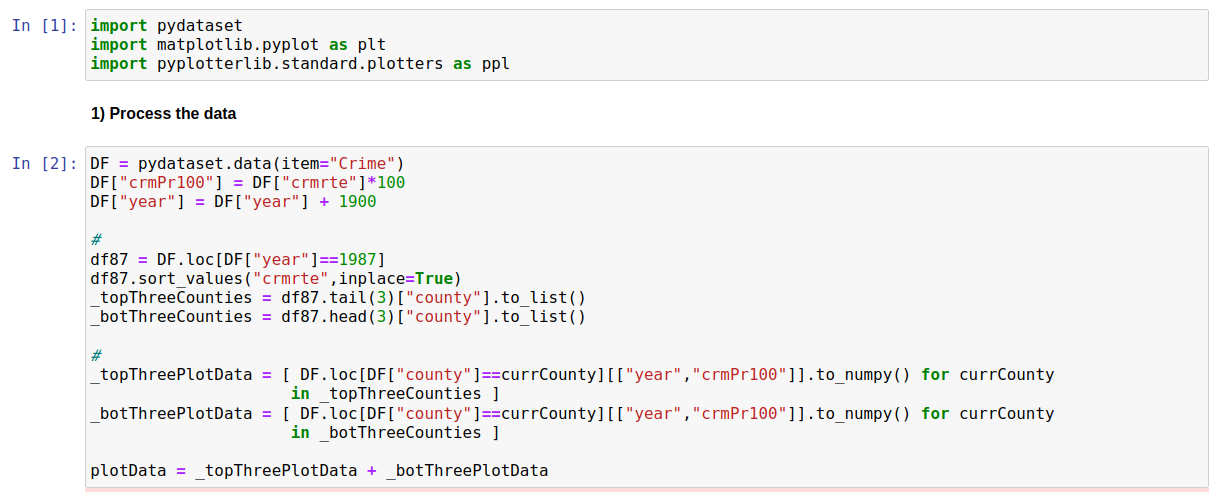 In [1]: import pydataset
import matplotlib.pyplot as plt
import pyplotterlib.standard.plotters as ppl
1) Process the data
In [2]: DF = pydataset.data(item="Crime")
DF["crmPr100"] = DF["crmrte"]*100
DF["year"] = DF["year"] + 1900
#
df87 = DF.loc[DF["year"]==1987]
df87.sort_values("crmrte",inplace=True)
_topThreeCounties = df87.tail(3)["county"].to_list()
_botThreeCounties = df87.head(3)["county"].to_list()
#
_topThreePlotData = [ DF.loc[DF["county"]==currCounty][["year","crmPr100"]].to_numpy() for currCounty
in _topThreeCounties ]
_botThreePlotData = [ DF.loc[DF["county"]==currCounty][["year","crmPr100"]].to_numpy() for currCounty
in _botThreeCounties ]
plotData = _topThreePlotData + _botThreePlotData